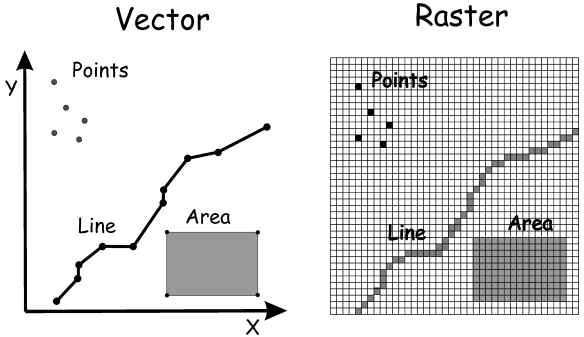 Vector
Y
Points
Line
Area
X
Raster
Points
Line
Area